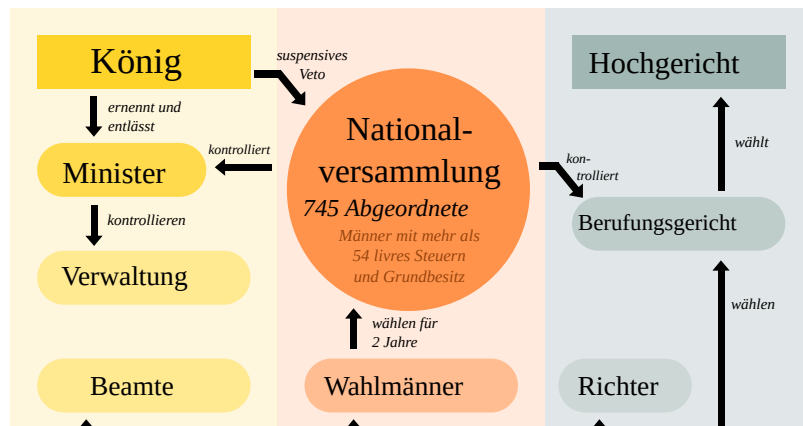 König
ernennt und
entlässt
Minister
kontrollieren
Verwaltung
Beamte
suspensives
Veto
kontrolliert
National-
versammlung
745 Abgeordnete
Männer mit mehr als
54 livres Steuern
und Grundbesitz
wählen für
2 Jahre
Wahlmänner
kon-
trolliert
Hochgericht
wählt
Berufungsgericht
wählen
Richter